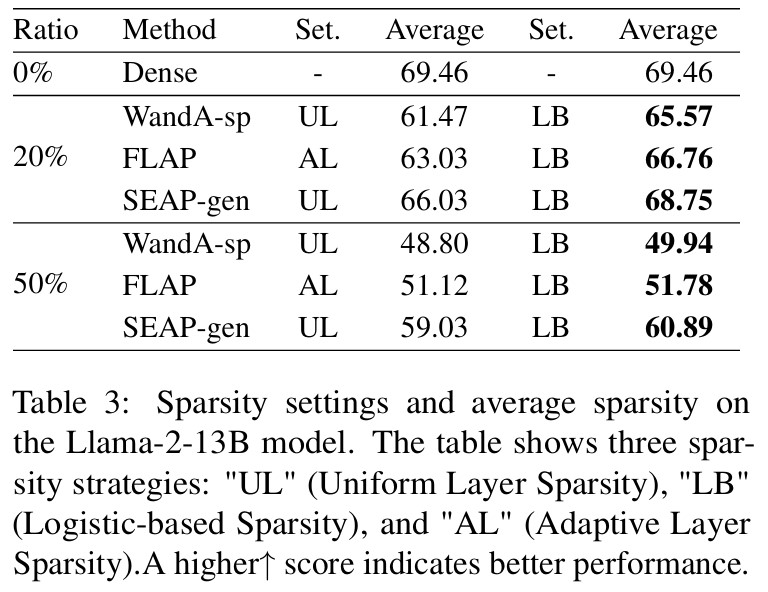 Ratio Method Set. Average Set. Average
0% Dense - 69.46 - 69.46
WandA-sp UL 61.47 LB 65.57
20% FLAP AL 63.03 LB 66.76
SEAP-gen UL 66.03 LB 68.75
WandA-sp UL 48.80 LB 49.94
50% FLAP AL 51.12 LB 51.78
SEAP-gen UL 59.03 LB 60.89
Table 3: Sparsity settings and average sparsity on
the Llama-2-13B model. The table shows three spar-
sity strategies: "UL" (Uniform Layer Sparsity), "LB"
(Logistic-based Sparsity), and "AL" (Adaptive Layer
Sparsity).A higher↑ score indicates better performance.